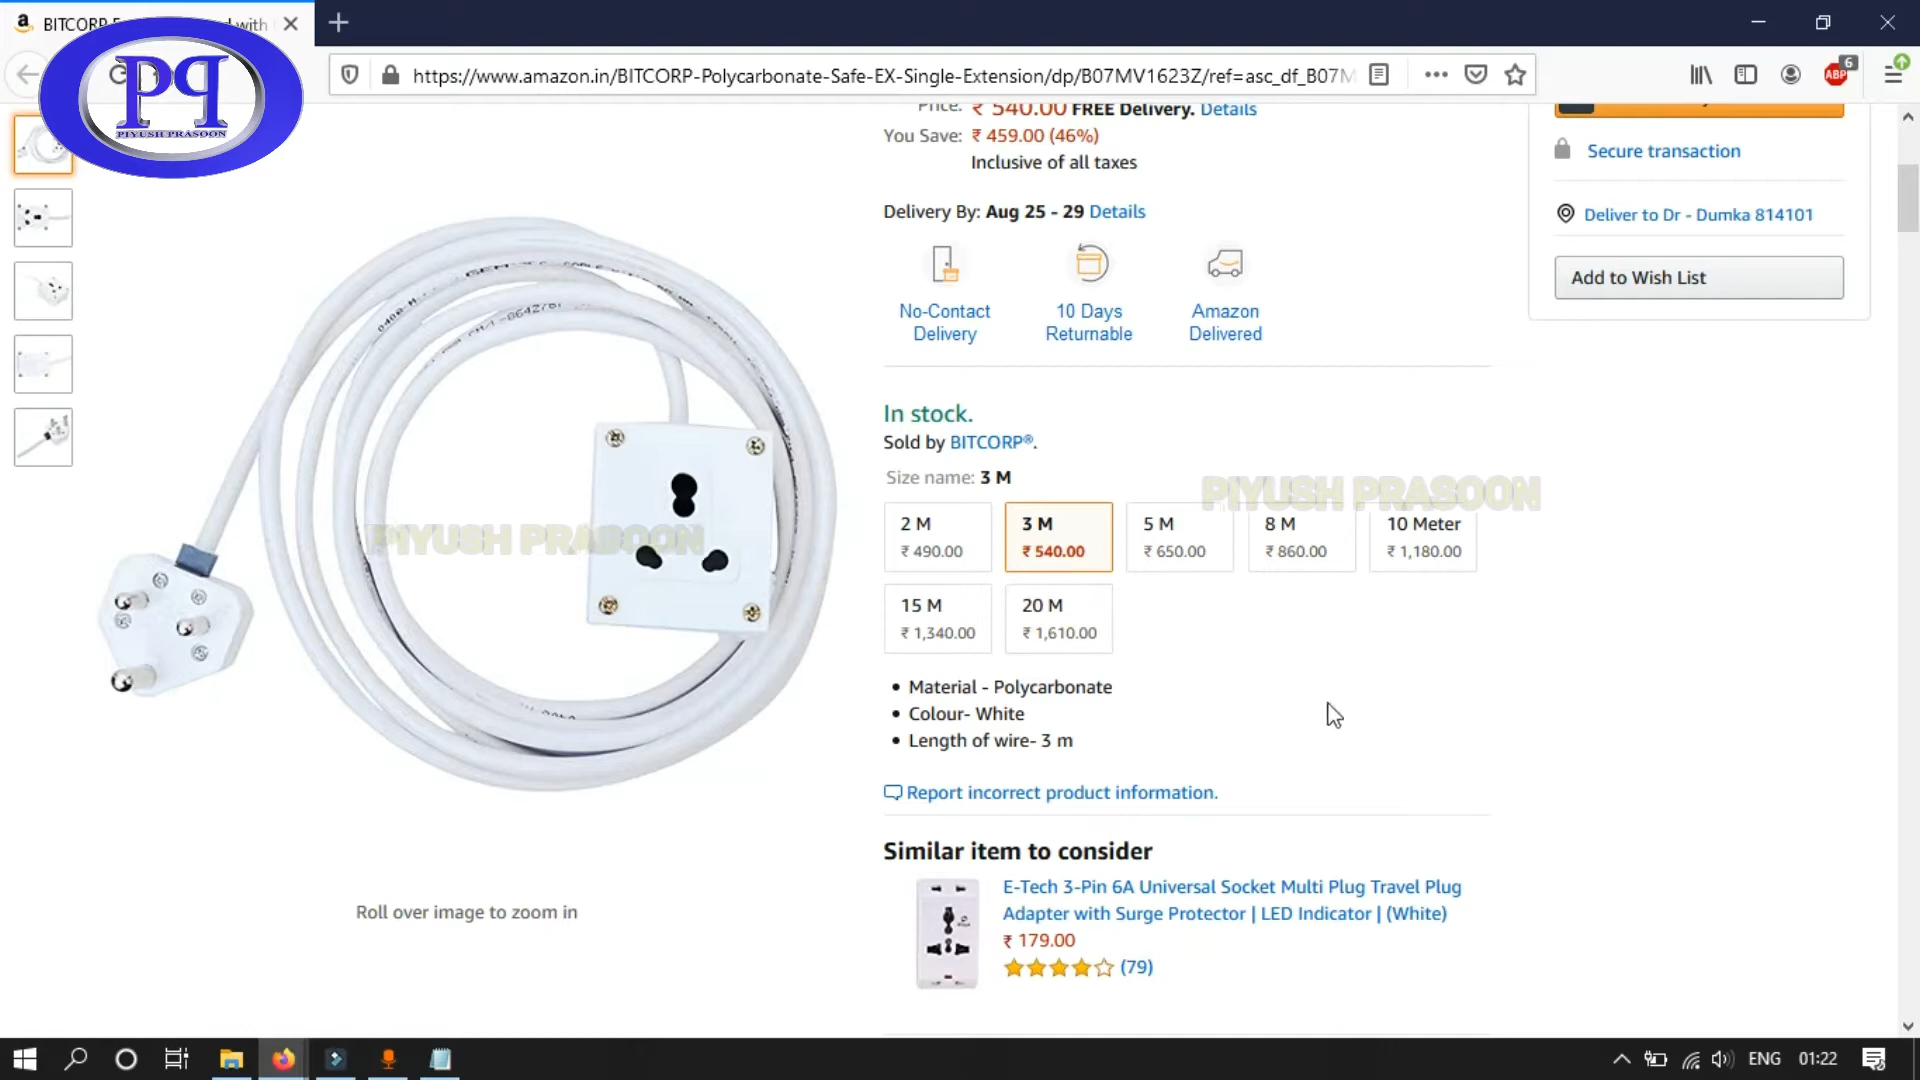 BITCORP
with
https://www.amazon.in/BITCORP-Polycarbonate-Safe-EX-Single-Extension/dp/B07MV1623Z/ref=asc_df_B07M
ABP
6
pq
PIYUSH PRASOON
Price: ₹ 540.00 FREE Delivery. Details
You Save: ₹ 459.00 (46%)
Inclusive of all taxes
Delivery By: Aug 25 - 29 Details
No-Contact
Delivery
10 Days
Returnable
Amazon
Delivered
In stock.
Sold by BITCORP®.
Size name: 3 M
2 M
₹ 490.00
3 M
₹ 540.00
5 M
₹ 650.00
8 M
₹ 860.00
10 Meter
₹ 1,180.00
15 M
₹ 1,340.00
20 M
₹ 1,610.00
• Material - Polycarbonate
• Colour- White
• Length of wire- 3 m
Report incorrect product information.
Similar item to consider
E-Tech 3-Pin 6A Universal Socket Multi Plug Travel Plug
Adapter with Surge Protector | LED Indicator | (White)
₹ 179.00
(79)
Secure transaction
Deliver to Dr - Dumka 814101
Add to Wish List
PIYUSH PRASOON
PIYUSH PRASOON
Roll over image to zoom in
ENG
01:22